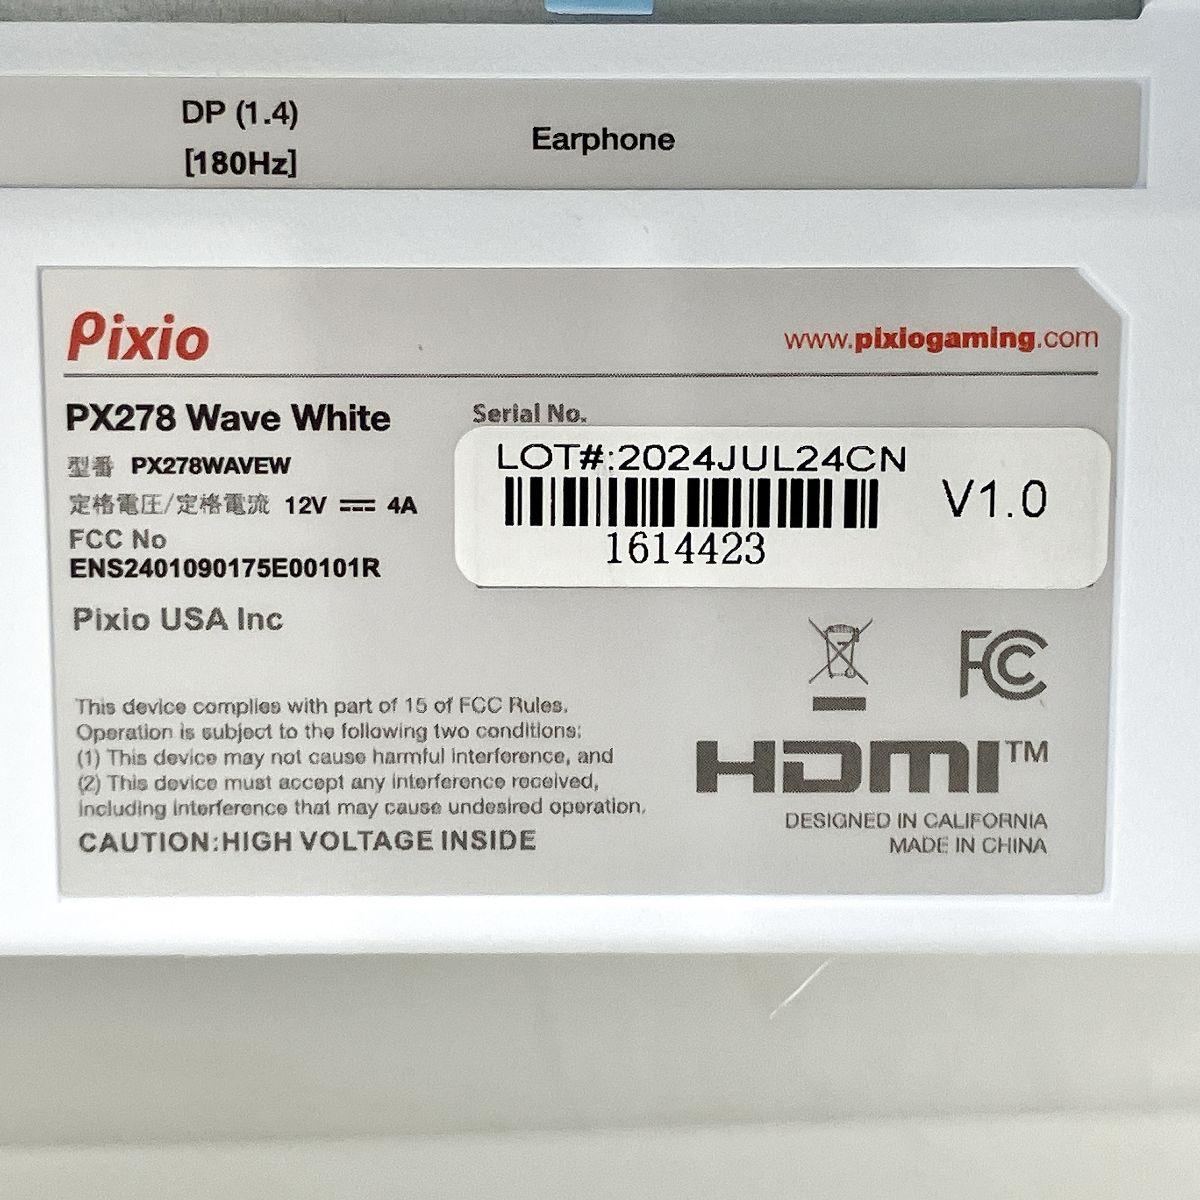 DP (1.4)
[180Hz]
Earphone
Pixio
www.pixiogaming.com
PX278 Wave White
型番 PX278WAVEW
定格電圧/定格電流 12V ⎓ 4A
FCC No
ENS2401090175E00101R
Pixio USA Inc
Serial No.
LOT#:2024JUL24CN
1614423
V1.0
This device complies with part of 15 of FCC Rules.
Operation is subject to the following two conditions:
(1) This device may not cause harmful interference, and
(2) This device must accept any interference received,
including interference that may cause undesired operation.
CAUTION:HIGH VOLTAGE INSIDE
FC
HDMI™
DESIGNED IN CALIFORNIA
MADE IN CHINA